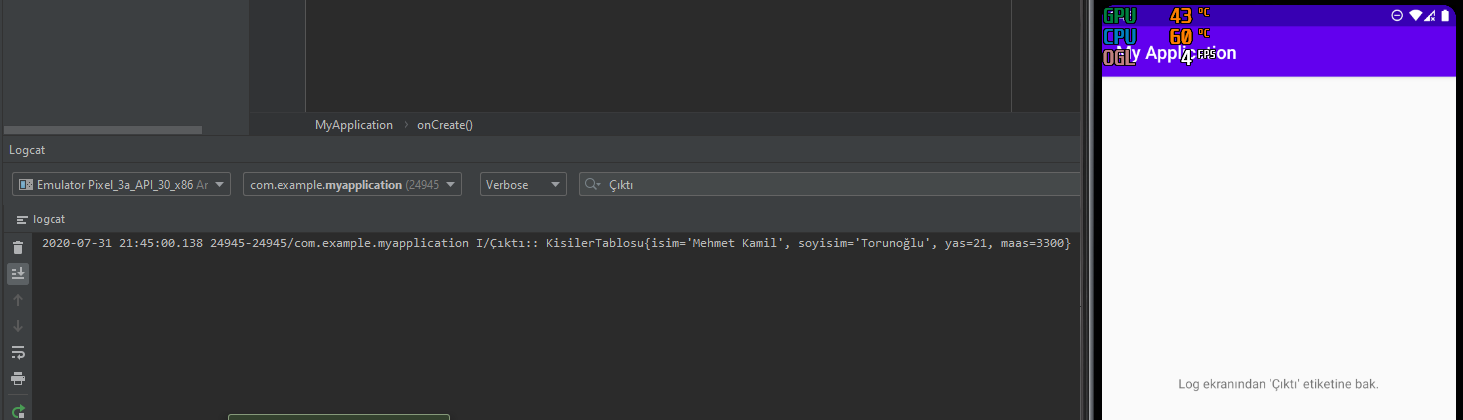 MyApplication > onCreate()
Logcat
Emulator Pixel_3a_API_30_x86 Ar com.example.myapplication (24945 Verbose Çıktı
logcat
2020-07-31 21:45:00.138 24945-24945/com.example.myapplication I/Çıktı:: KisilerTablosu{isim='Mehmet Kamil', soyisim='Torunoğlu', yas=21, maas=3300}
GPU 43 °C
CPU 60 °C
OGL 4 FPS
My Application
Log ekranından 'Çıktı' etiketine bak.